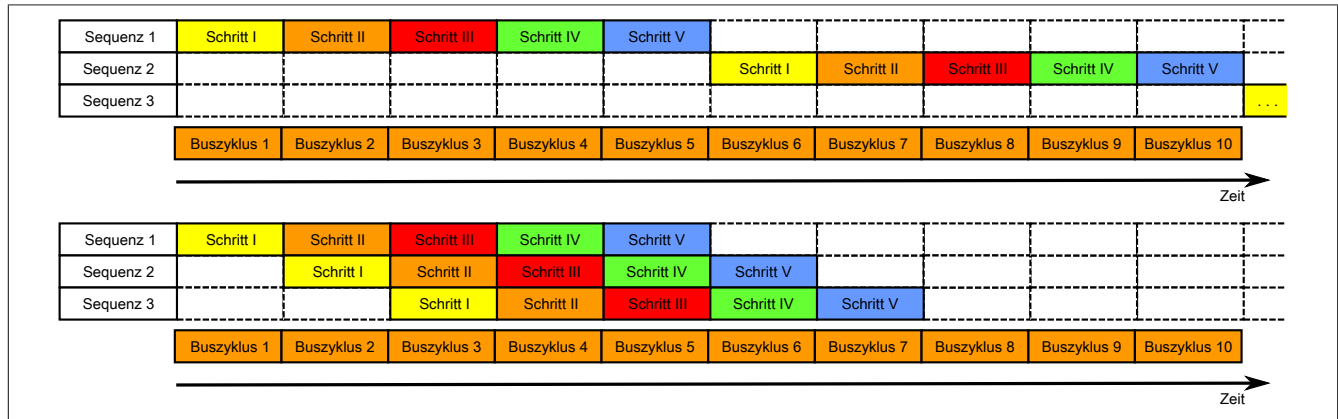 Sequenz 1 Schritt I Schritt II Schritt III Schritt IV Schritt V
Sequenz 2 Schritt I Schritt II Schritt III Schritt IV Schritt V
Sequenz 3 . . .
Buszyklus 1 Buszyklus 2 Buszyklus 3 Buszyklus 4 Buszyklus 5 Buszyklus 6 Buszyklus 7 Buszyklus 8 Buszyklus 9 Buszyklus 10
Zeit
Sequenz 1 Schritt I Schritt II Schritt III Schritt IV Schritt V
Sequenz 2 Schritt I Schritt II Schritt III Schritt IV Schritt V
Sequenz 3 Schritt I Schritt II Schritt III Schritt IV Schritt V
Buszyklus 1 Buszyklus 2 Buszyklus 3 Buszyklus 4 Buszyklus 5 Buszyklus 6 Buszyklus 7 Buszyklus 8 Buszyklus 9 Buszyklus 10
Zeit